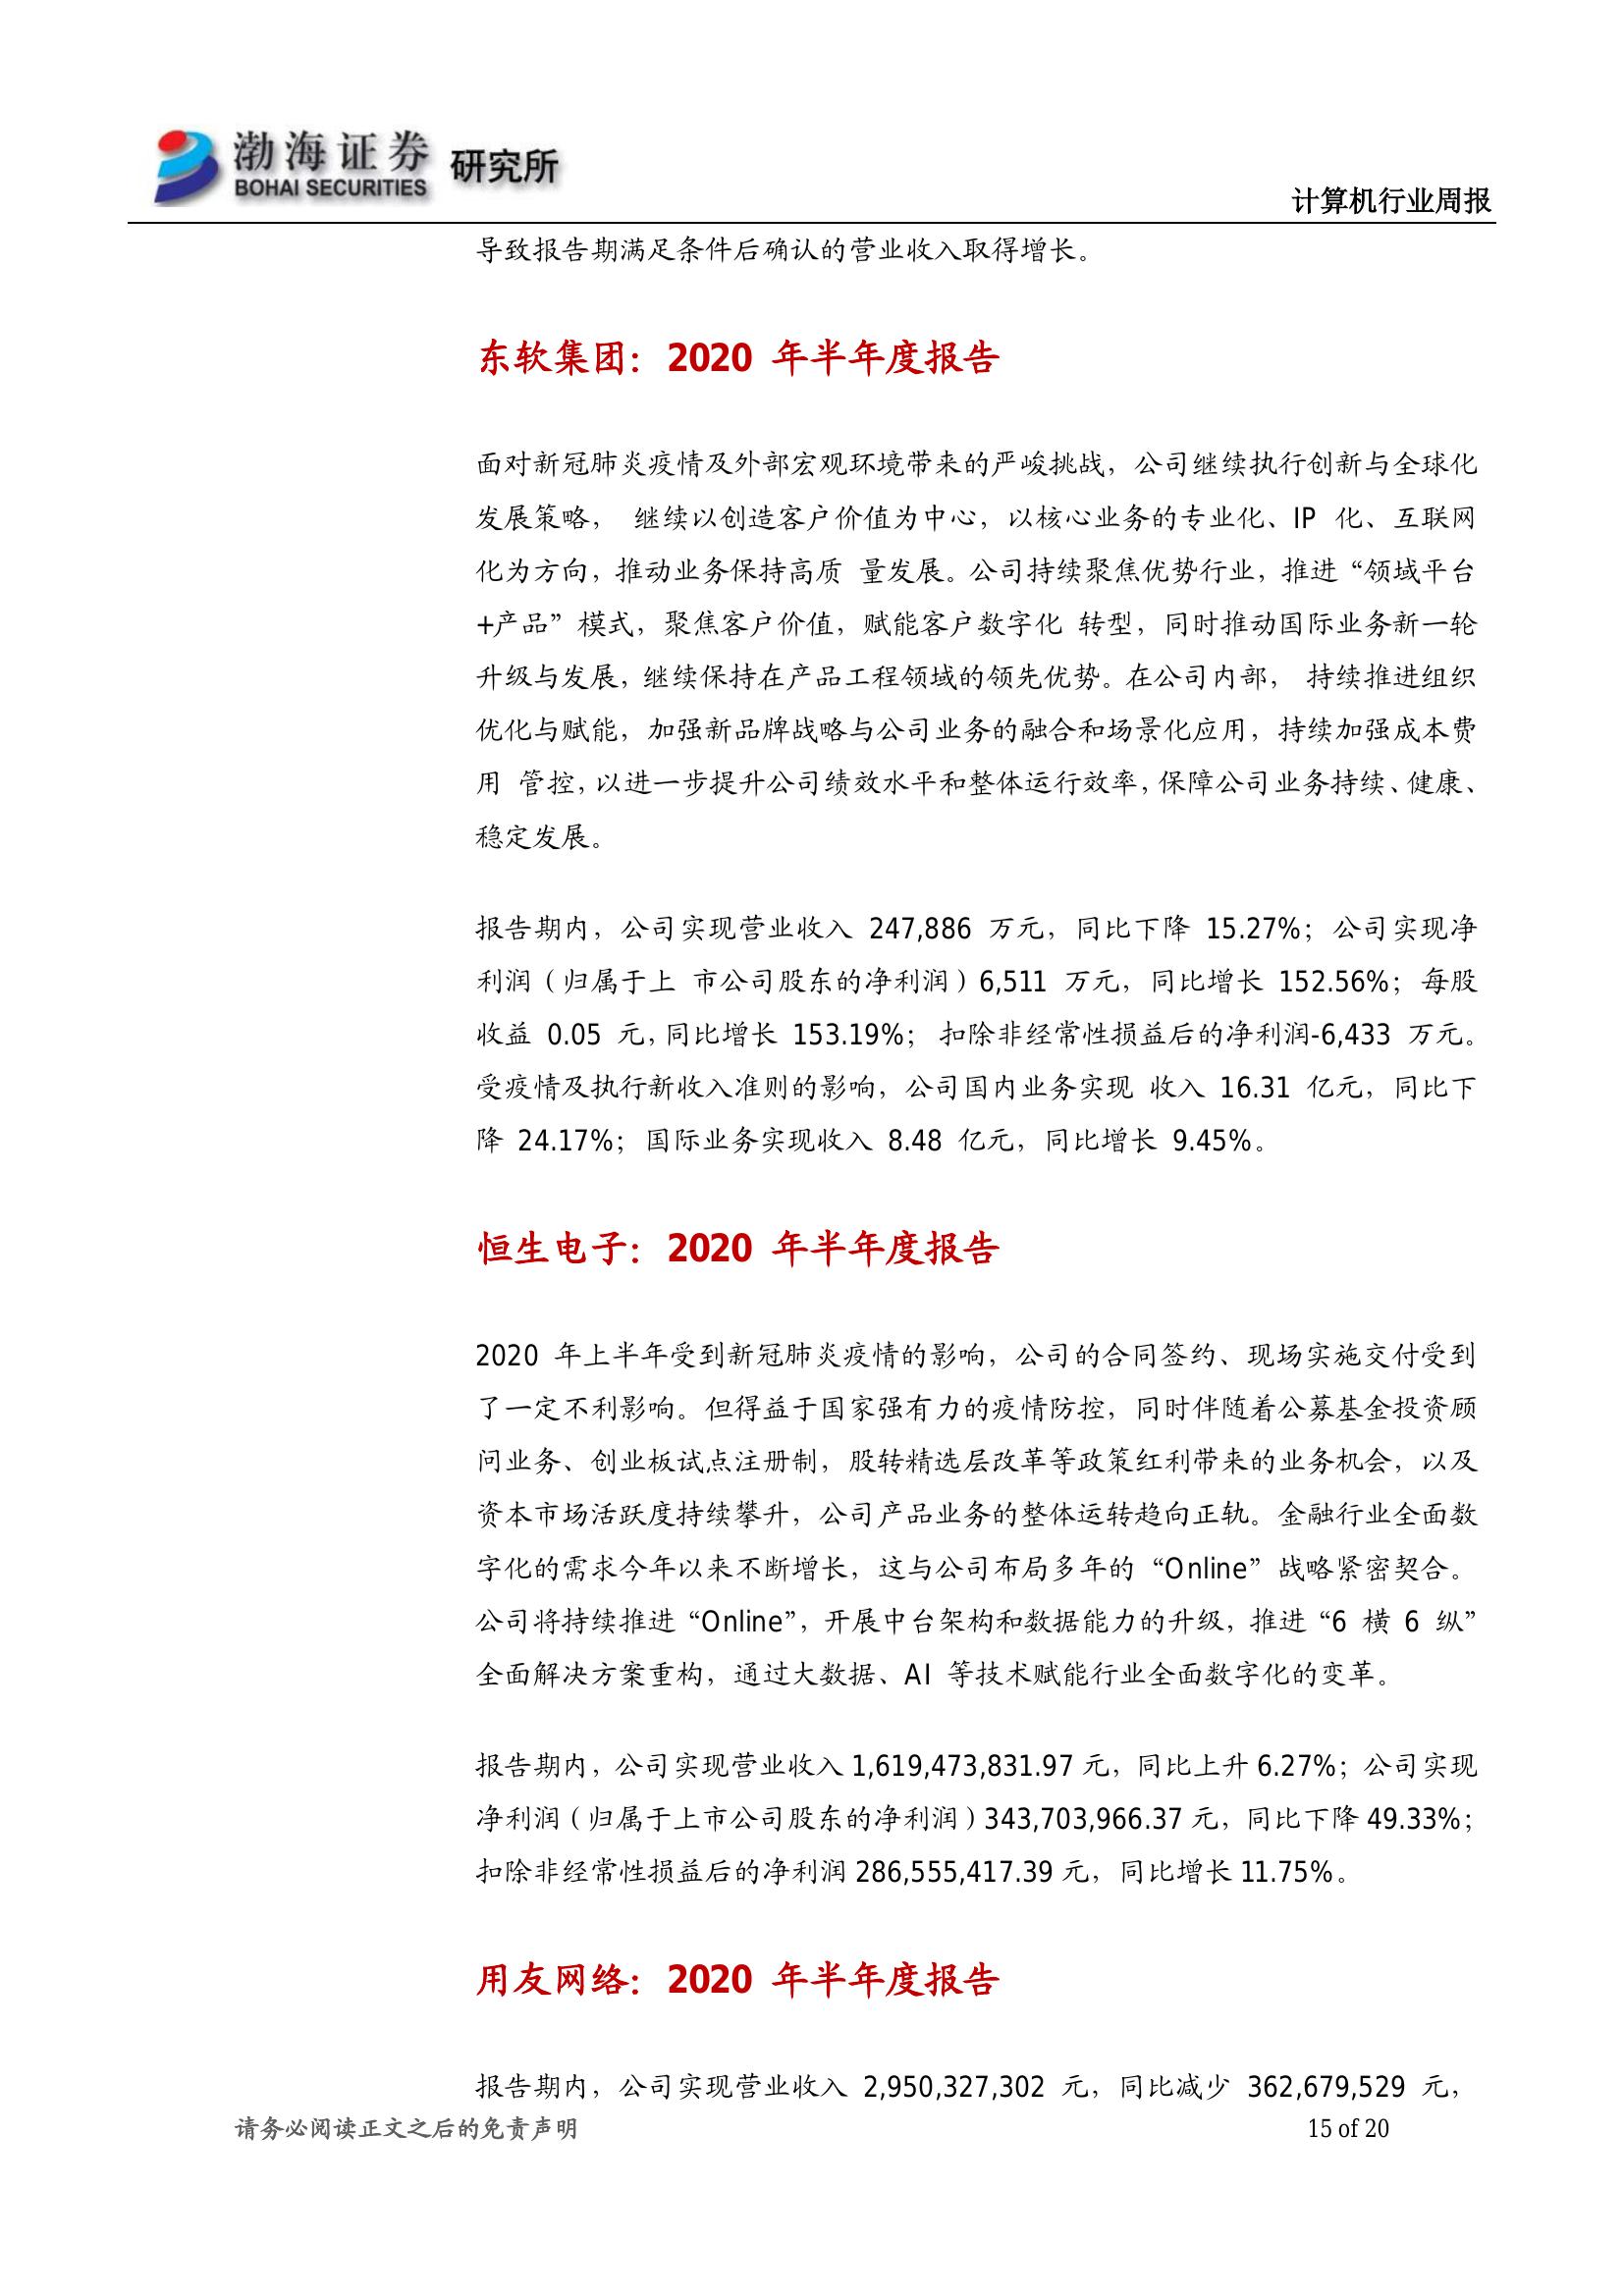 渤海证券 研究所
BOHAI SECURITIES
计算机行业周报
导致报告期满足条件后确认的营业收入取得增长。
东软集团：2020 年半年度报告
面对新冠肺炎疫情及外部宏观环境带来的严峻挑战，公司继续执行创新与全球化
发展策略， 继续以创造客户价值为中心，以核心业务的专业化、IP 化、互联网
化为方向，推动业务保持高质 量发展。公司持续聚焦优势行业，推进“领域平台
+产品”模式，聚焦客户价值，赋能客户数字化 转型，同时推动国际业务新一轮
升级与发展，继续保持在产品工程领域的领先优势。在公司内部， 持续推进组织
优化与赋能，加强新品牌战略与公司业务的融合和场景化应用，持续加强成本费
用 管控，以进一步提升公司绩效水平和整体运行效率，保障公司业务持续、健康、
稳定发展。
报告期内，公司实现营业收入 247,886 万元，同比下降 15.27%；公司实现净
利润（归属于上 市公司股东的净利润）6,511 万元，同比增长 152.56%；每股
收益 0.05 元，同比增长 153.19%； 扣除非经常性损益后的净利润-6,433 万元。
受疫情及执行新收入准则的影响，公司国内业务实现 收入 16.31 亿元，同比下
降 24.17%；国际业务实现收入 8.48 亿元，同比增长 9.45%。
恒生电子：2020 年半年度报告
2020 年上半年受到新冠肺炎疫情的影响，公司的合同签约、现场实施交付受到
了一定不利影响。但得益于国家强有力的疫情防控，同时伴随着公募基金投资顾
问业务、创业板试点注册制，股转精选层改革等政策红利带来的业务机会，以及
资本市场活跃度持续攀升，公司产品业务的整体运转趋向正轨。金融行业全面数
字化的需求今年以来不断增长，这与公司布局多年的“Online”战略紧密契合。
公司将持续推进“Online”，开展中台架构和数据能力的升级，推进“6 横 6 纵”
全面解决方案重构，通过大数据、AI 等技术赋能行业全面数字化的变革。
报告期内，公司实现营业收入 1,619,473,831.97 元，同比上升 6.27%；公司实现
净利润（归属于上市公司股东的净利润）343,703,966.37 元，同比下降 49.33%；
扣除非经常性损益后的净利润 286,555,417.39 元，同比增长 11.75%。
用友网络：2020 年半年度报告
报告期内，公司实现营业收入 2,950,327,302 元，同比减少 362,679,529 元，
请务必阅读正文之后的免责声明
15 of 20